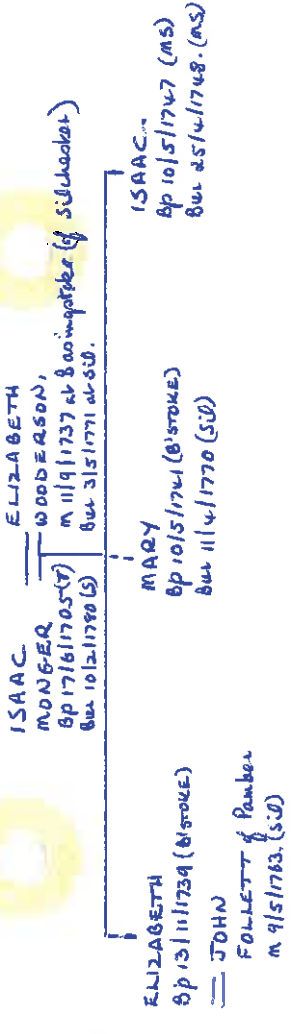 ISAAC
MONGER
Bp 17/6/1705 (T)
Bur 10/2/1780 (S)
ELIZABETH
WOODERSON,
m 11/9/1737 at Basingstoke (of Silchester)
Bur 3/5/1771 at Sil.
ELIZABETH
Bp 13/11/1739 (B'STOKE)
= JOHN
FOLLETT of Pamber
m 9/5/1763. (Sil)
MARY
Bp 10/5/1741 (B'STOKE)
Bur 11/4/1770 (Sil)
ISAAC
Bp 10/5/1747 (MS)
Bur 25/4/1748. (MS)